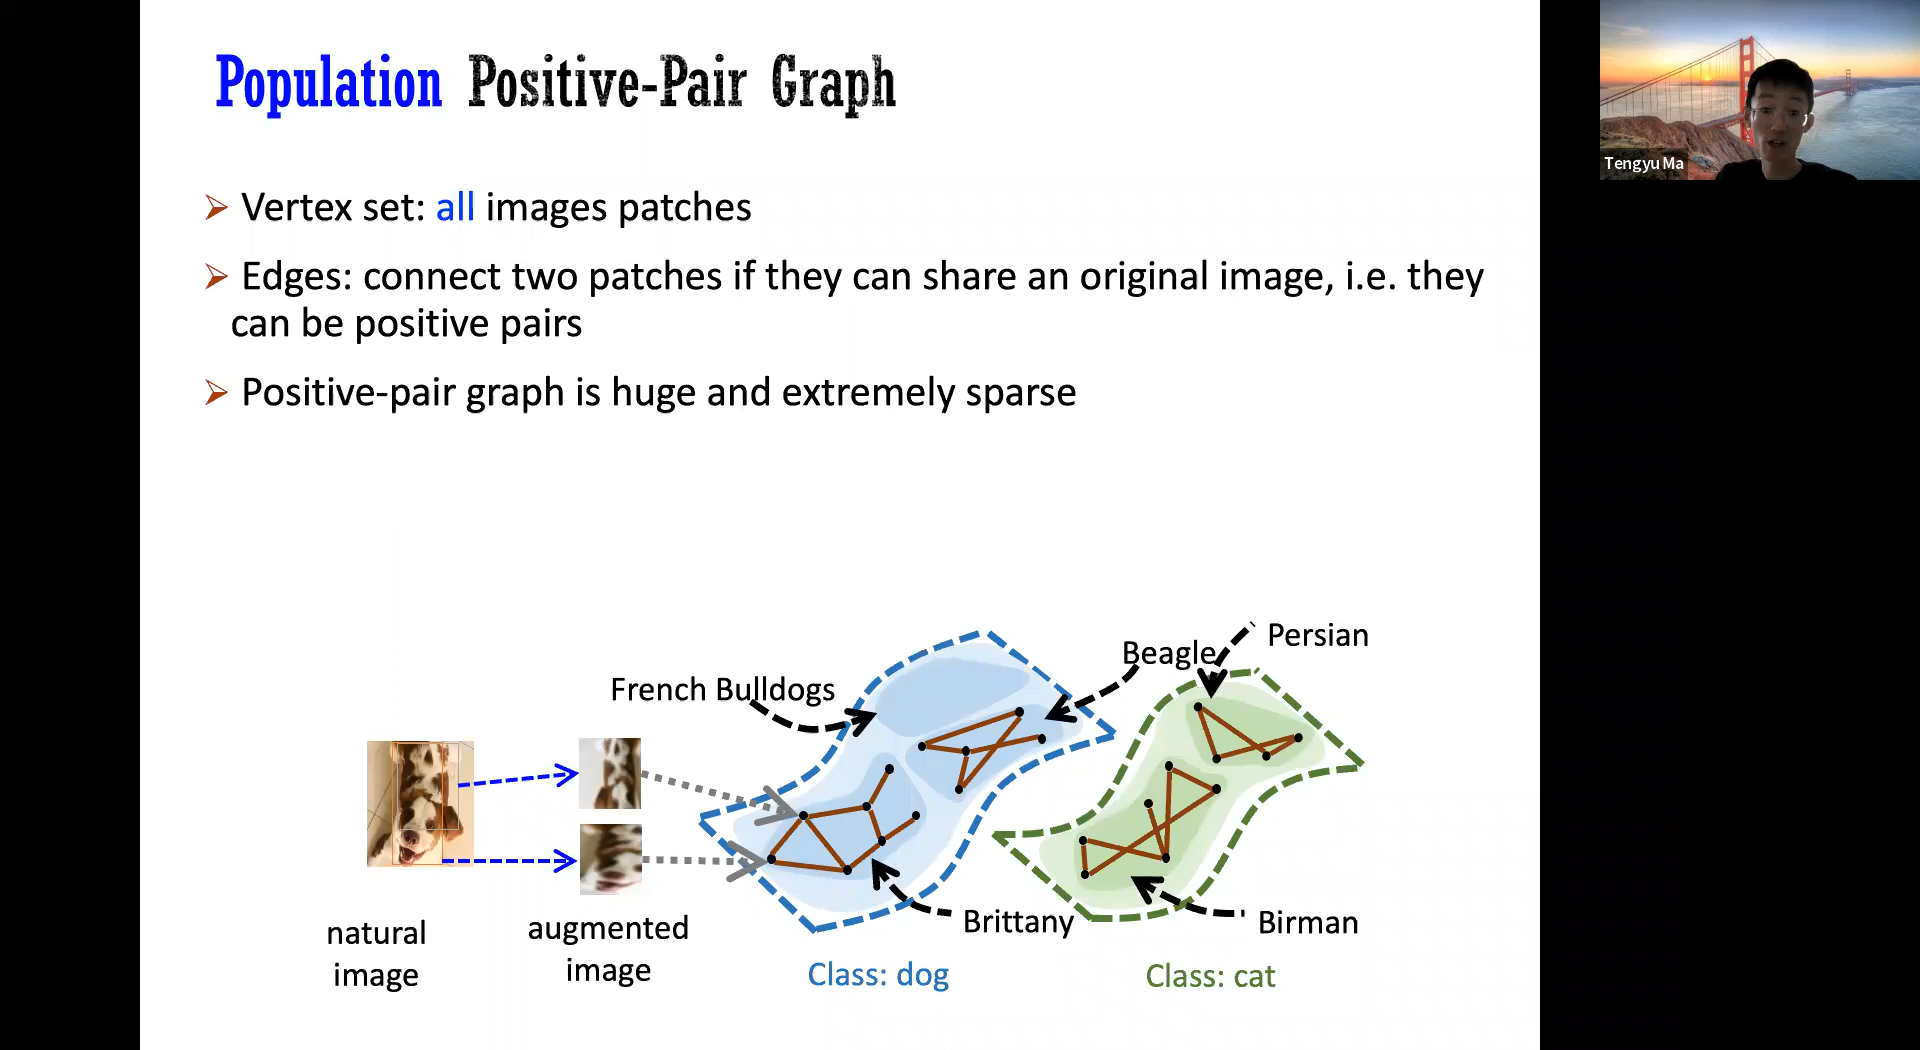 Population Positive-Pair Graph
Tengyu Ma
➢ Vertex set: all images patches
➢ Edges: connect two patches if they can share an original image, i.e. they
can be positive pairs
➢ Positive-pair graph is huge and extremely sparse
Persian
Beagle
French Bulldogs
Brittany
Birman
natural
image
augmented
image
Class: dog
Class: cat